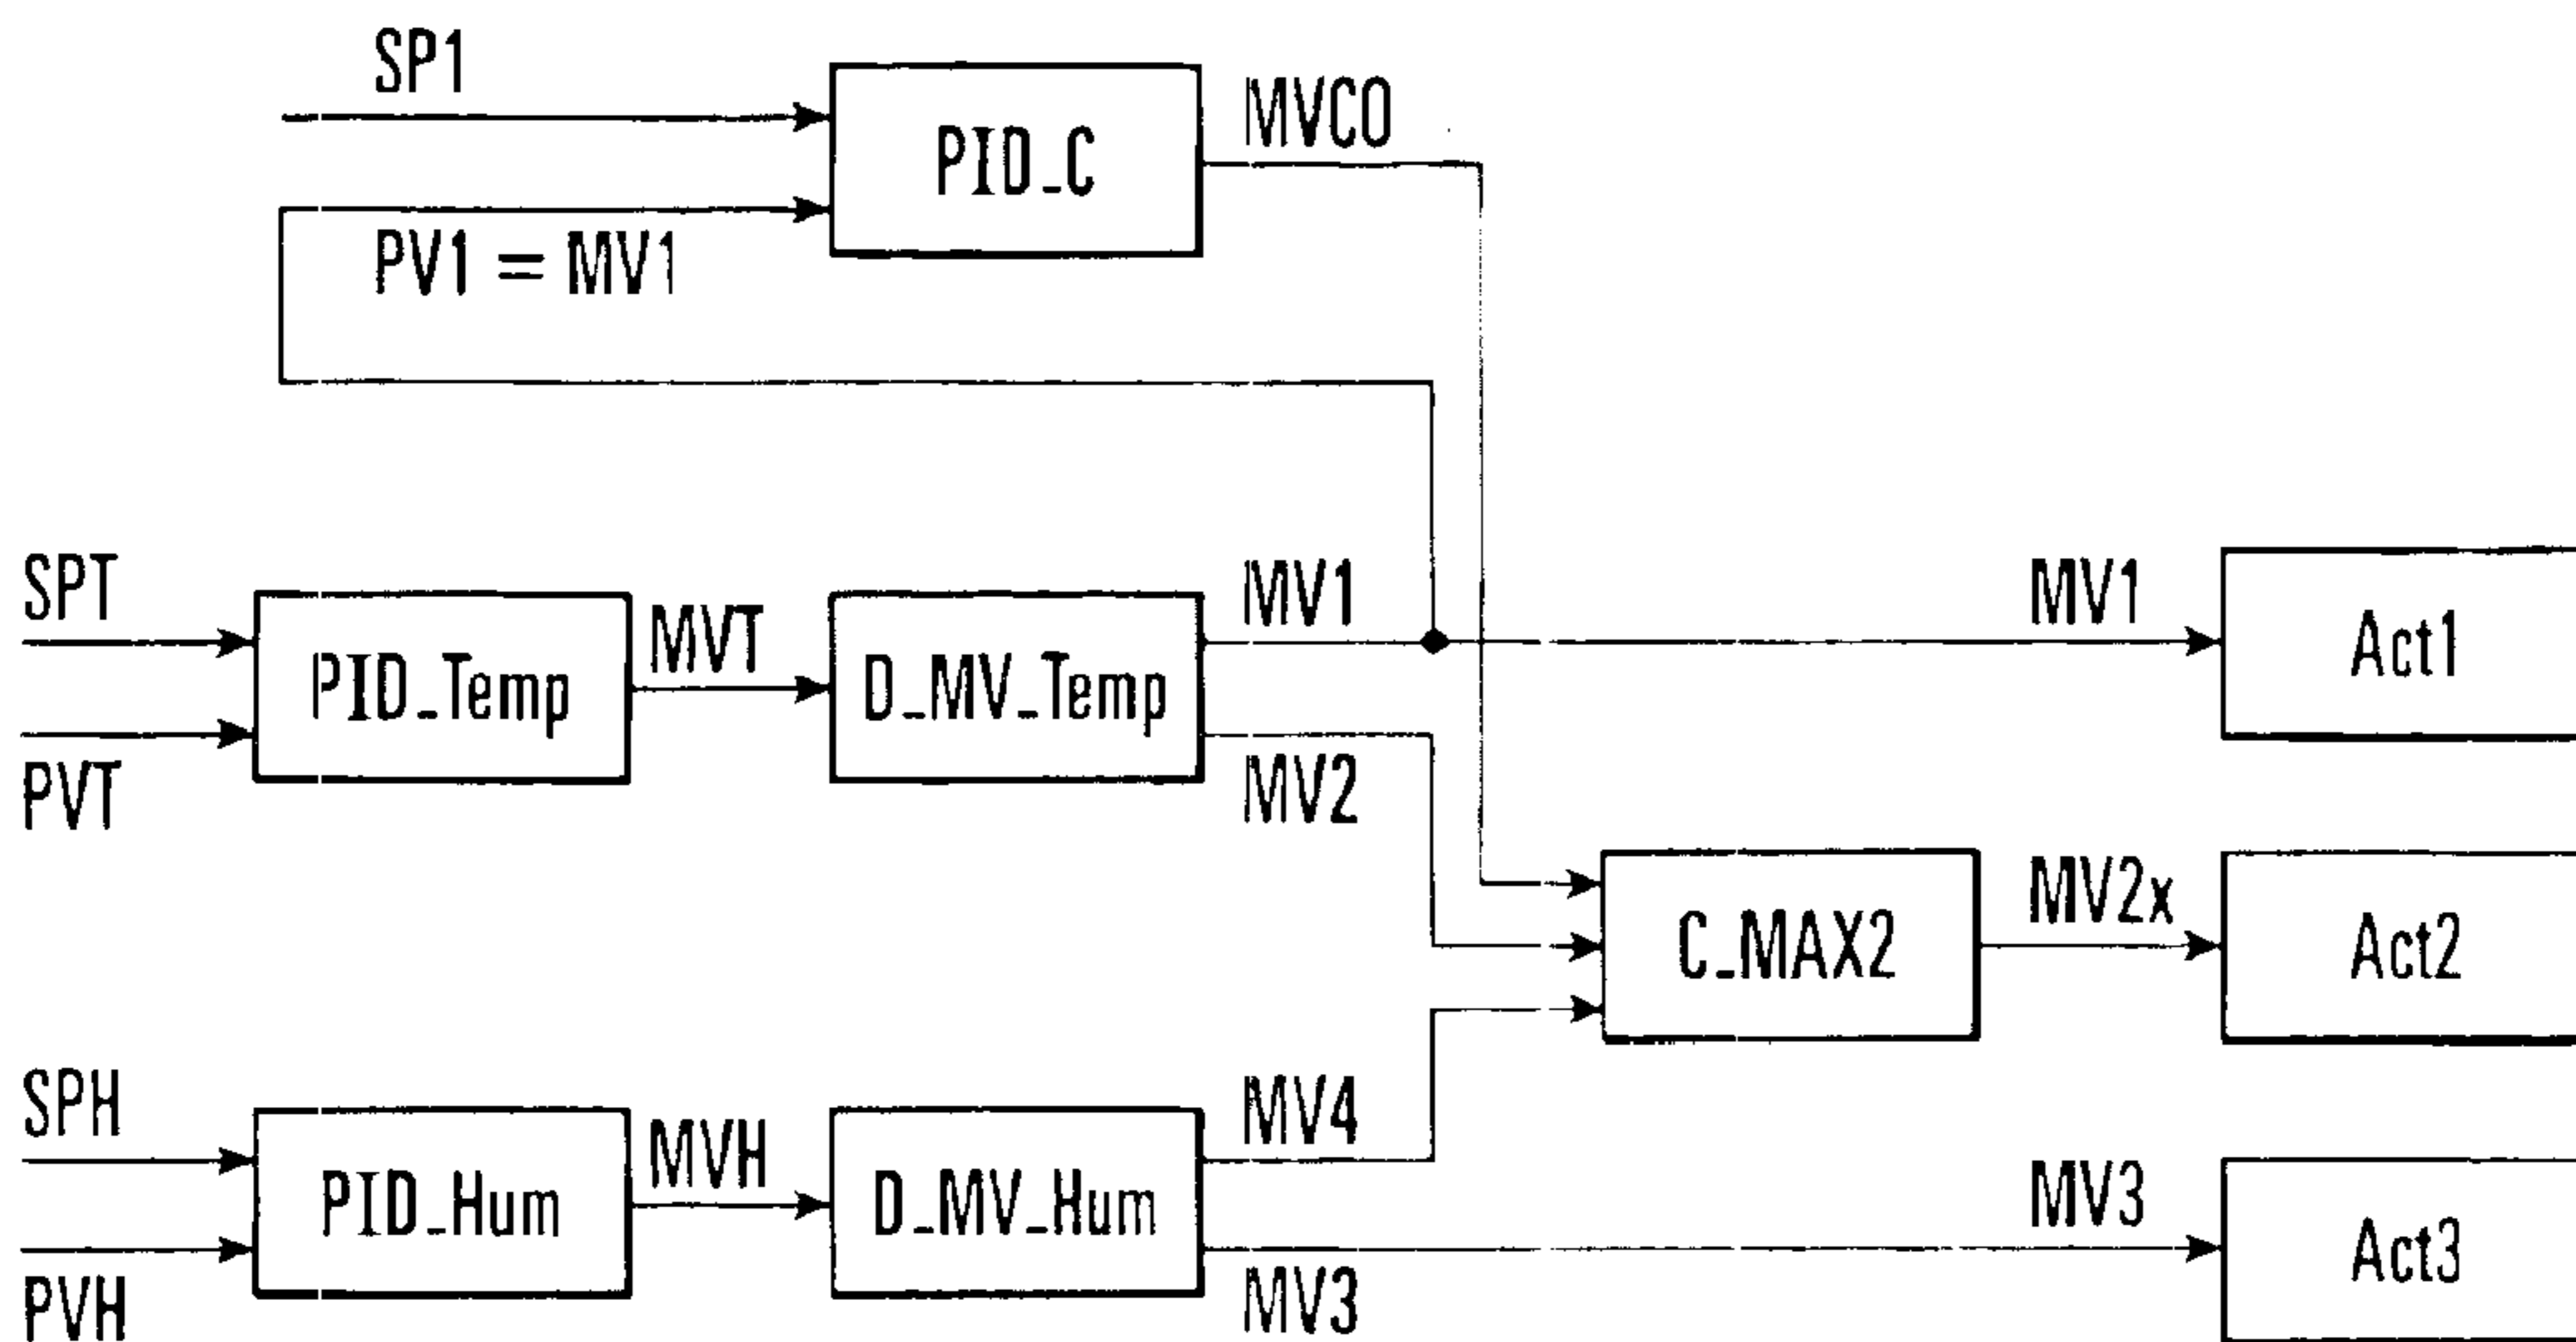 SP1
PID_C
MVCO
PV1 = MV1
SPT
PVT
PID_Temp
MVT
D_MV_Temp
MV1
MV2
MV1
Act1
C_MAX2
MV2x
Act2
SPH
PVH
PID_Hum
MVH
D_MV_Hum
MV4
MV3
MV3
Act3